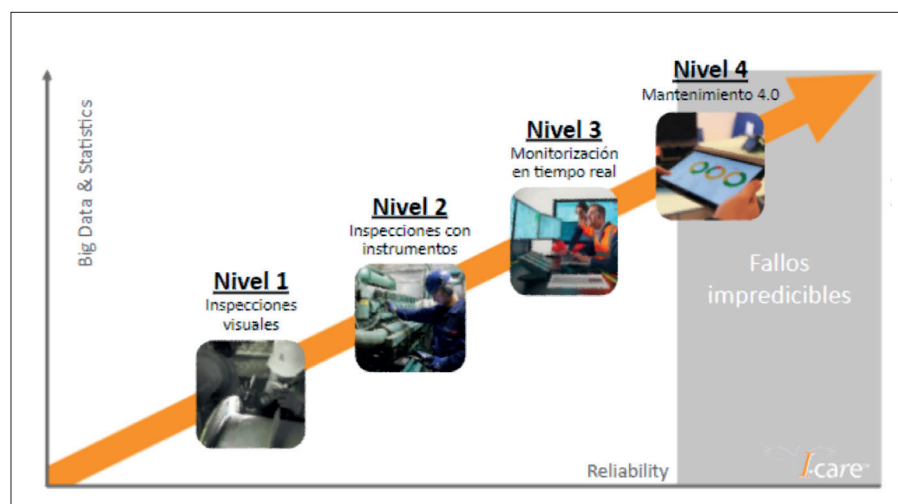 Nivel 4
Mantenimiento 4.0
Nivel 3
Monitorización
en tiempo real
Nivel 2
Inspecciones con
instrumentos
Nivel 1
Inspecciones
visuales
Big Data & Statistics
Fallos
impredicibles
Reliability
I-care™